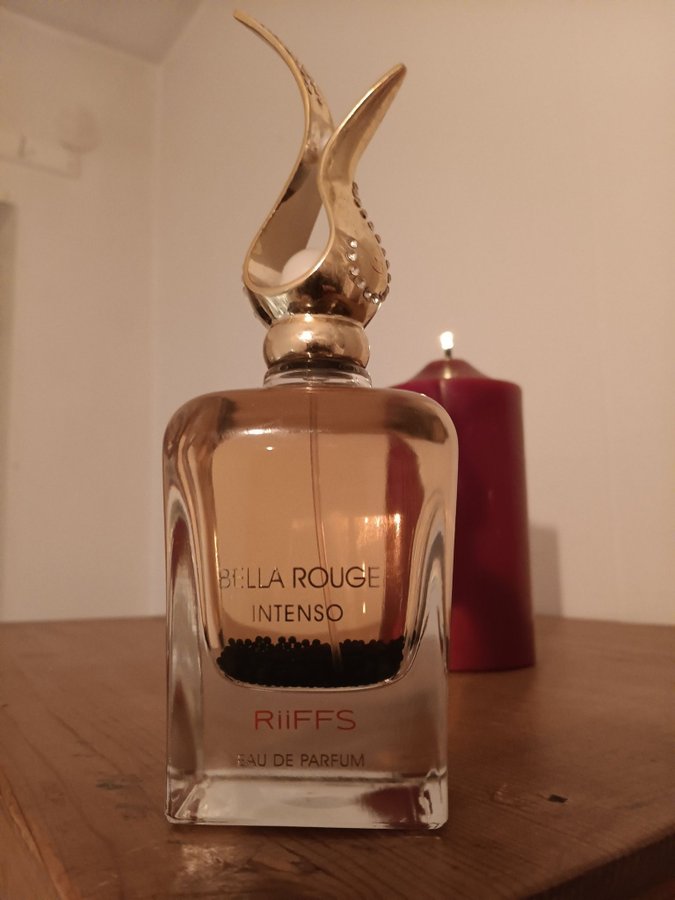 BELLA ROUGE
INTENSO
RiiFFS
EAU DE PARFUM